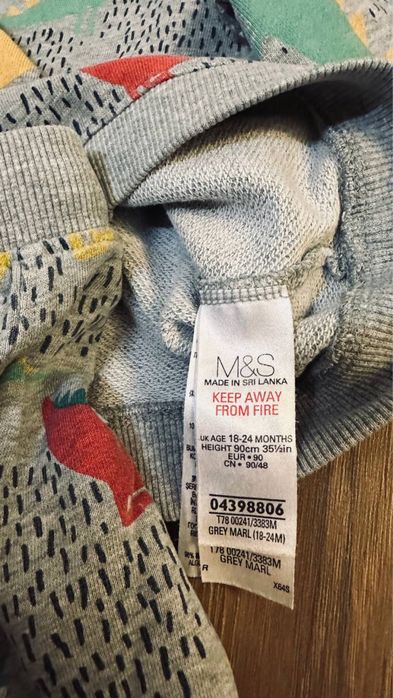 M&S
MADE IN SRI LANKA
KEEP AWAY
FROM FIRE
UK AGE 18-24 MONTHS
HEIGHT 90cm 35½in
EUR • 90
CN • 90/48
04398806
T78 00241/3383M
GREY MARL (18-24M)
T78 00241/3383M
GREY MARL
X64S